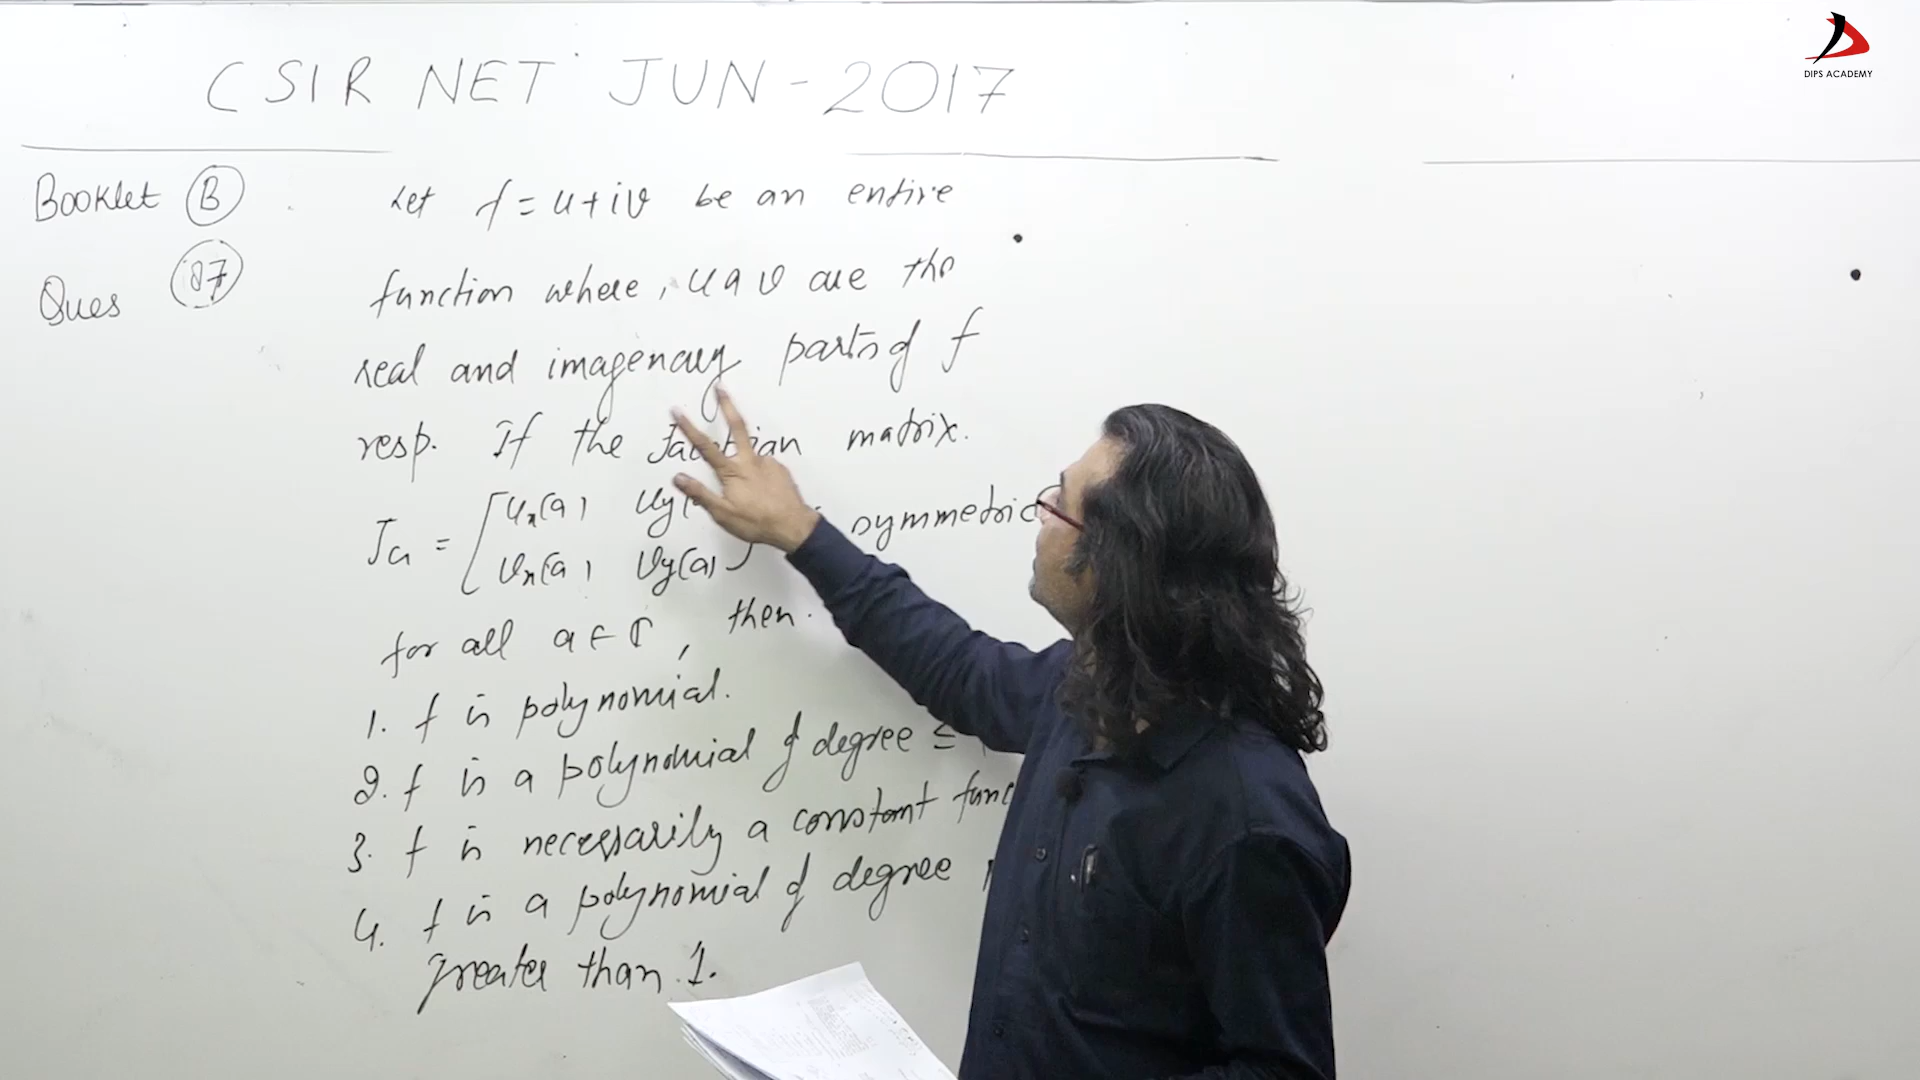 CSIR NET JUN-2017
DIPS ACADEMY
Booklet B
Ques 87
Let f = u+iv be an entire
function where, u & v are the
real and imagenary parts of f
resp. If the Jacobian matrix.
Ja = [ux(a) uy( symmetric
vx(a) vy(a)]
for all a ∈ ℂ, then.
1. f is polynomial.
2. f is a polynomial of degree ≤
3. f is necessarily a constant func
4. f is a polynomial of degree
greater than 1.